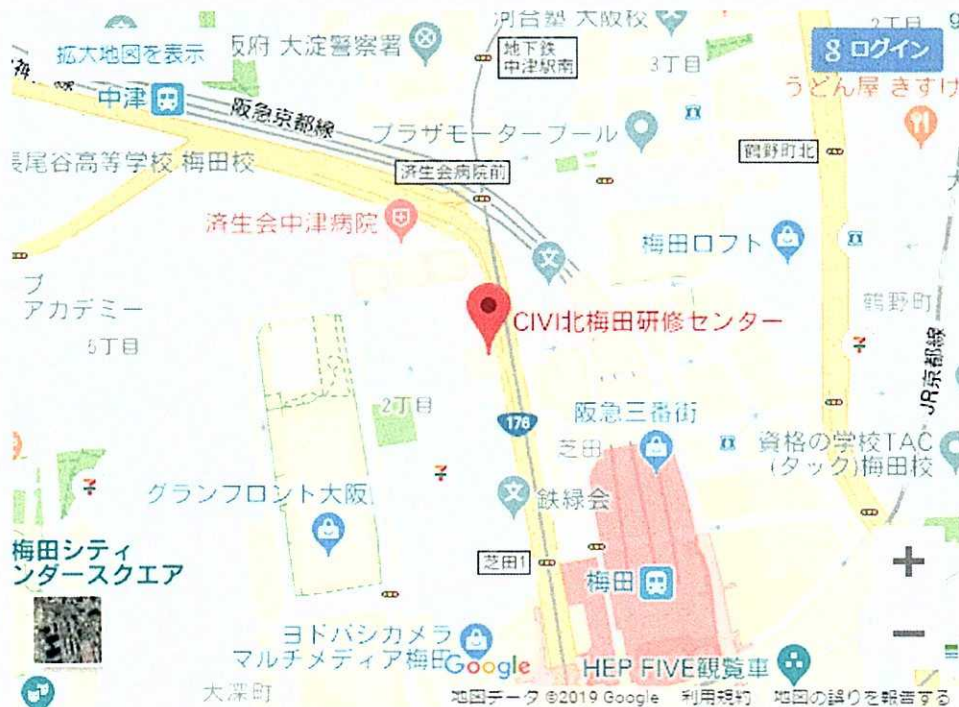 河合塾 大阪校
2丁目
拡大地図を表示
阪府 大淀警察署
地下鉄
中津駅南
3丁目
ログイン
うどん屋 きすけ
中津
阪急京都線
プラザモータープール
鶴野町北
長尾谷高等学校 梅田校
済生会病院前
済生会中津病院
梅田ロフト
ブ
アカデミー
鶴野町
CIVI北梅田研修センター
5丁目
JR京都線
2丁目
176
阪急三番街
芝田
資格の学校TAC
(タック)梅田校
グランフロント大阪
鉄緑会
梅田シティ
ンダースクエア
芝田1
梅田
ヨドバシカメラ
マルチメディア梅田
Google
HEP FIVE観覧車
大深町
地図データ ©2019 Google 利用規約 地図の誤りを報告する